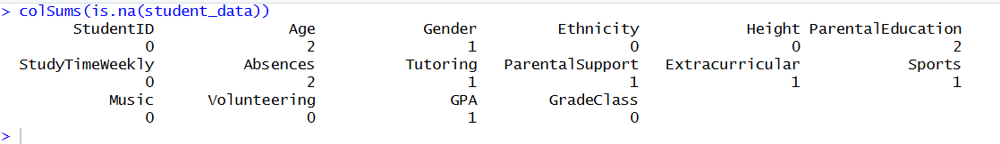 > colSums(is.na(student_data))
StudentID Age Gender Ethnicity Height ParentalEducation
0 2 1 0 0 2
StudyTimeWeekly Absences Tutoring ParentalSupport Extracurricular Sports
0 2 1 1 1 1
Music Volunteering GPA GradeClass
0 0 1 0
>